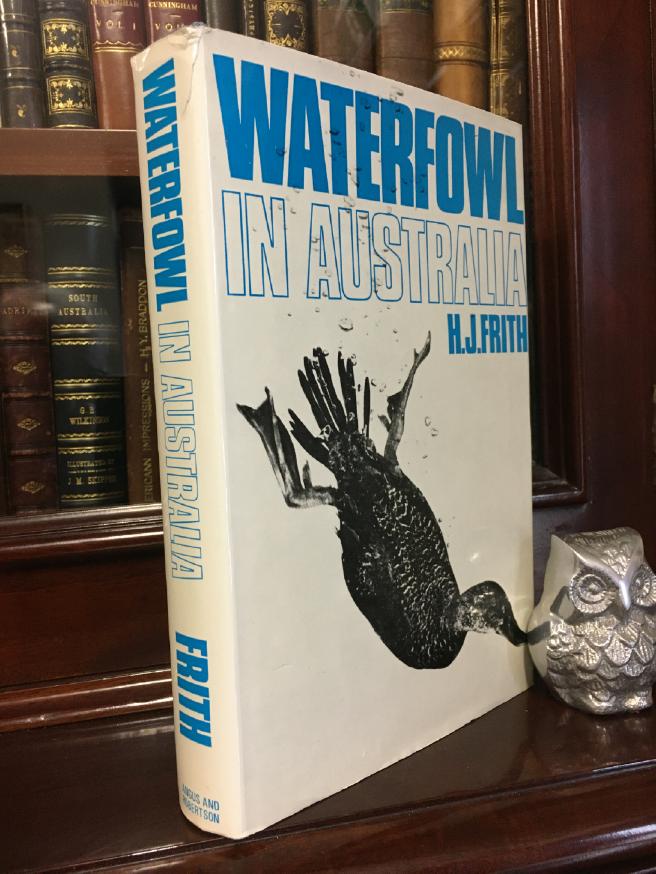 CUNNINGHAM
VOL I
CUNNINGHAM
WATERFOWL
IN AUSTRALIA
H.J.FRITH
WATERFOWL IN AUSTRALIA
FRITH
ANGUS AND
ROBERTSON
SOUTH
AUSTRALIA
G B
WILKINSON
ILLUSTRATED BY
J M SKIPPER
IMPRESSIONS — H.Y. BRADDON